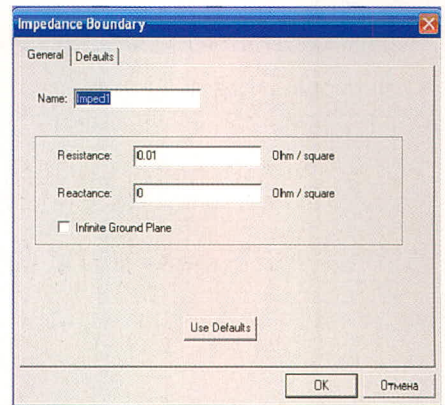 Impedance Boundary
General Defaults
Name: Imped1
Resistance: 0.01 Ohm / square
Reactance: 0 Ohm / square
Infinite Ground Plane
Use Defaults
OK Отмена